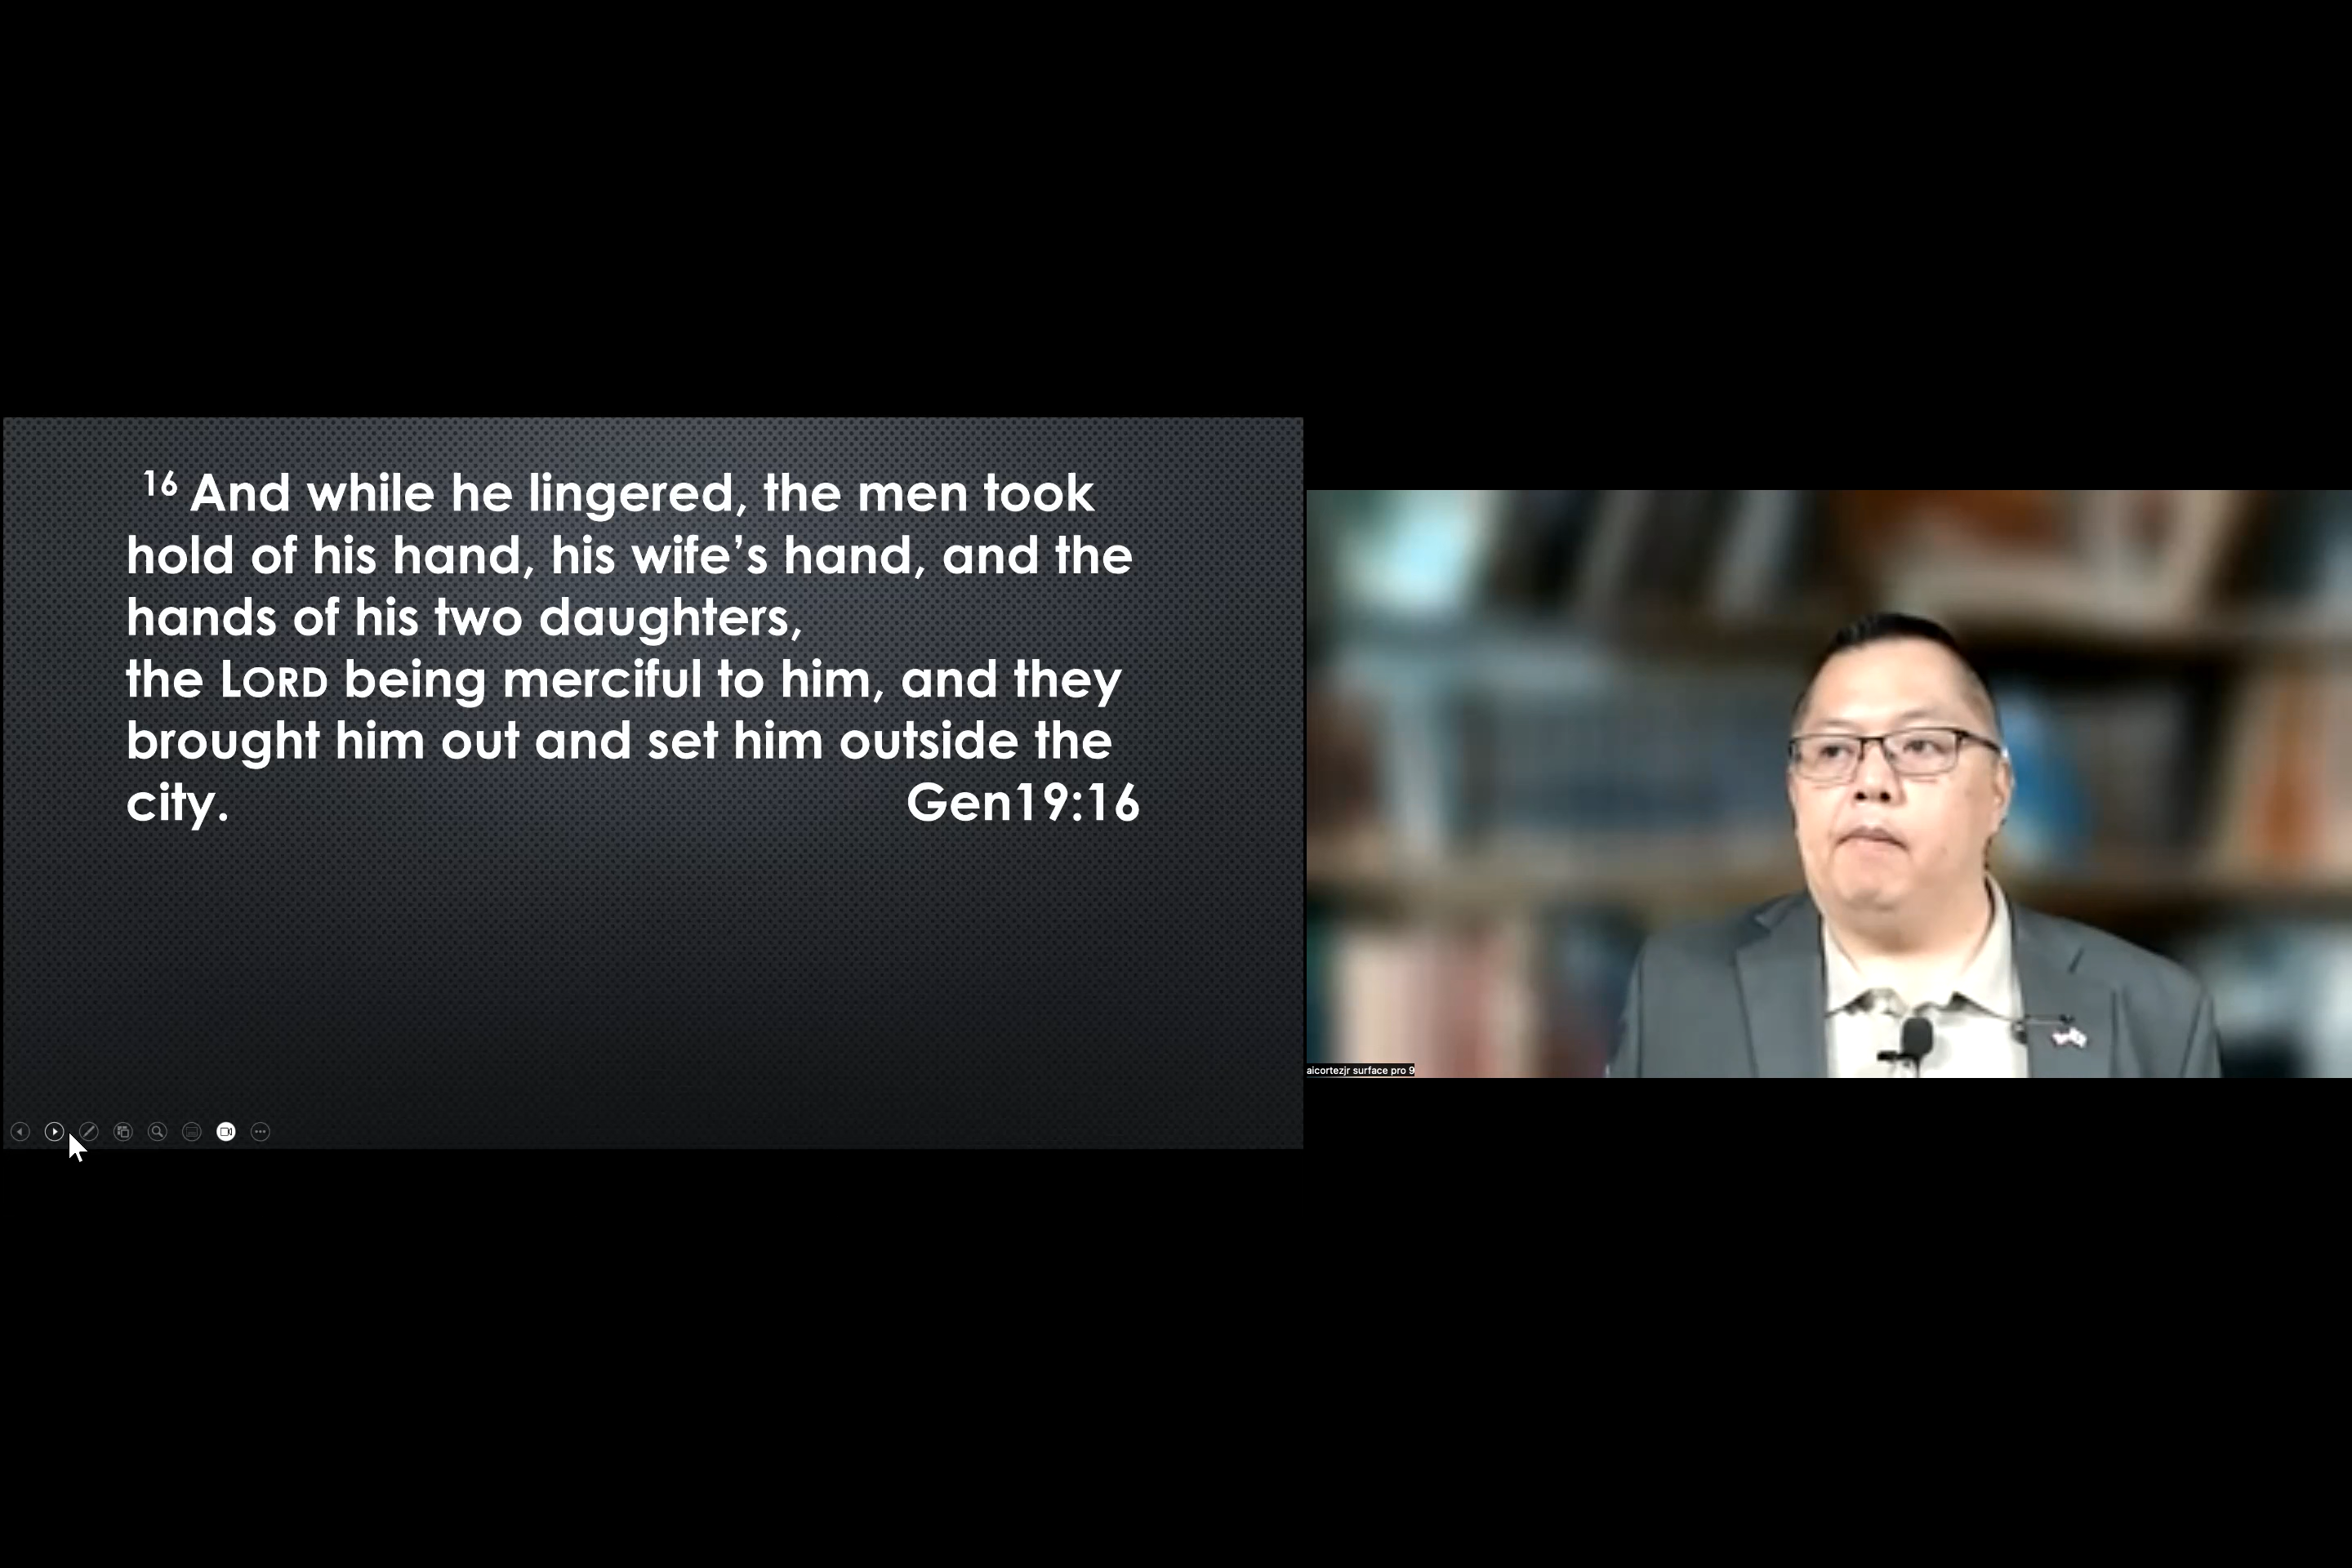 16 And while he lingered, the men took
hold of his hand, his wife’s hand, and the
hands of his two daughters,
the LORD being merciful to him, and they
brought him out and set him outside the
city. Gen19:16
aicortezjr surface pro 9